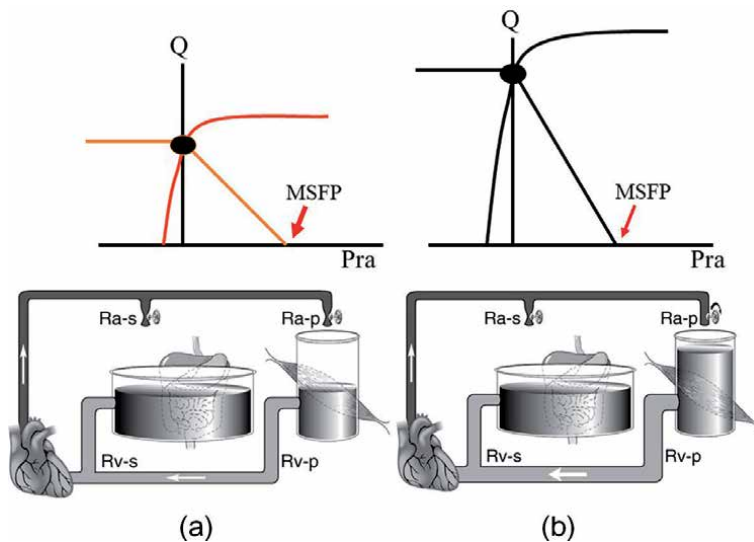 Q
MSFP
Pra
Ra-s
Ra-p
Rv-s
Rv-p
(a)
Q
MSFP
Pra
Ra-s
Ra-p
Rv-s
Rv-p
(b)